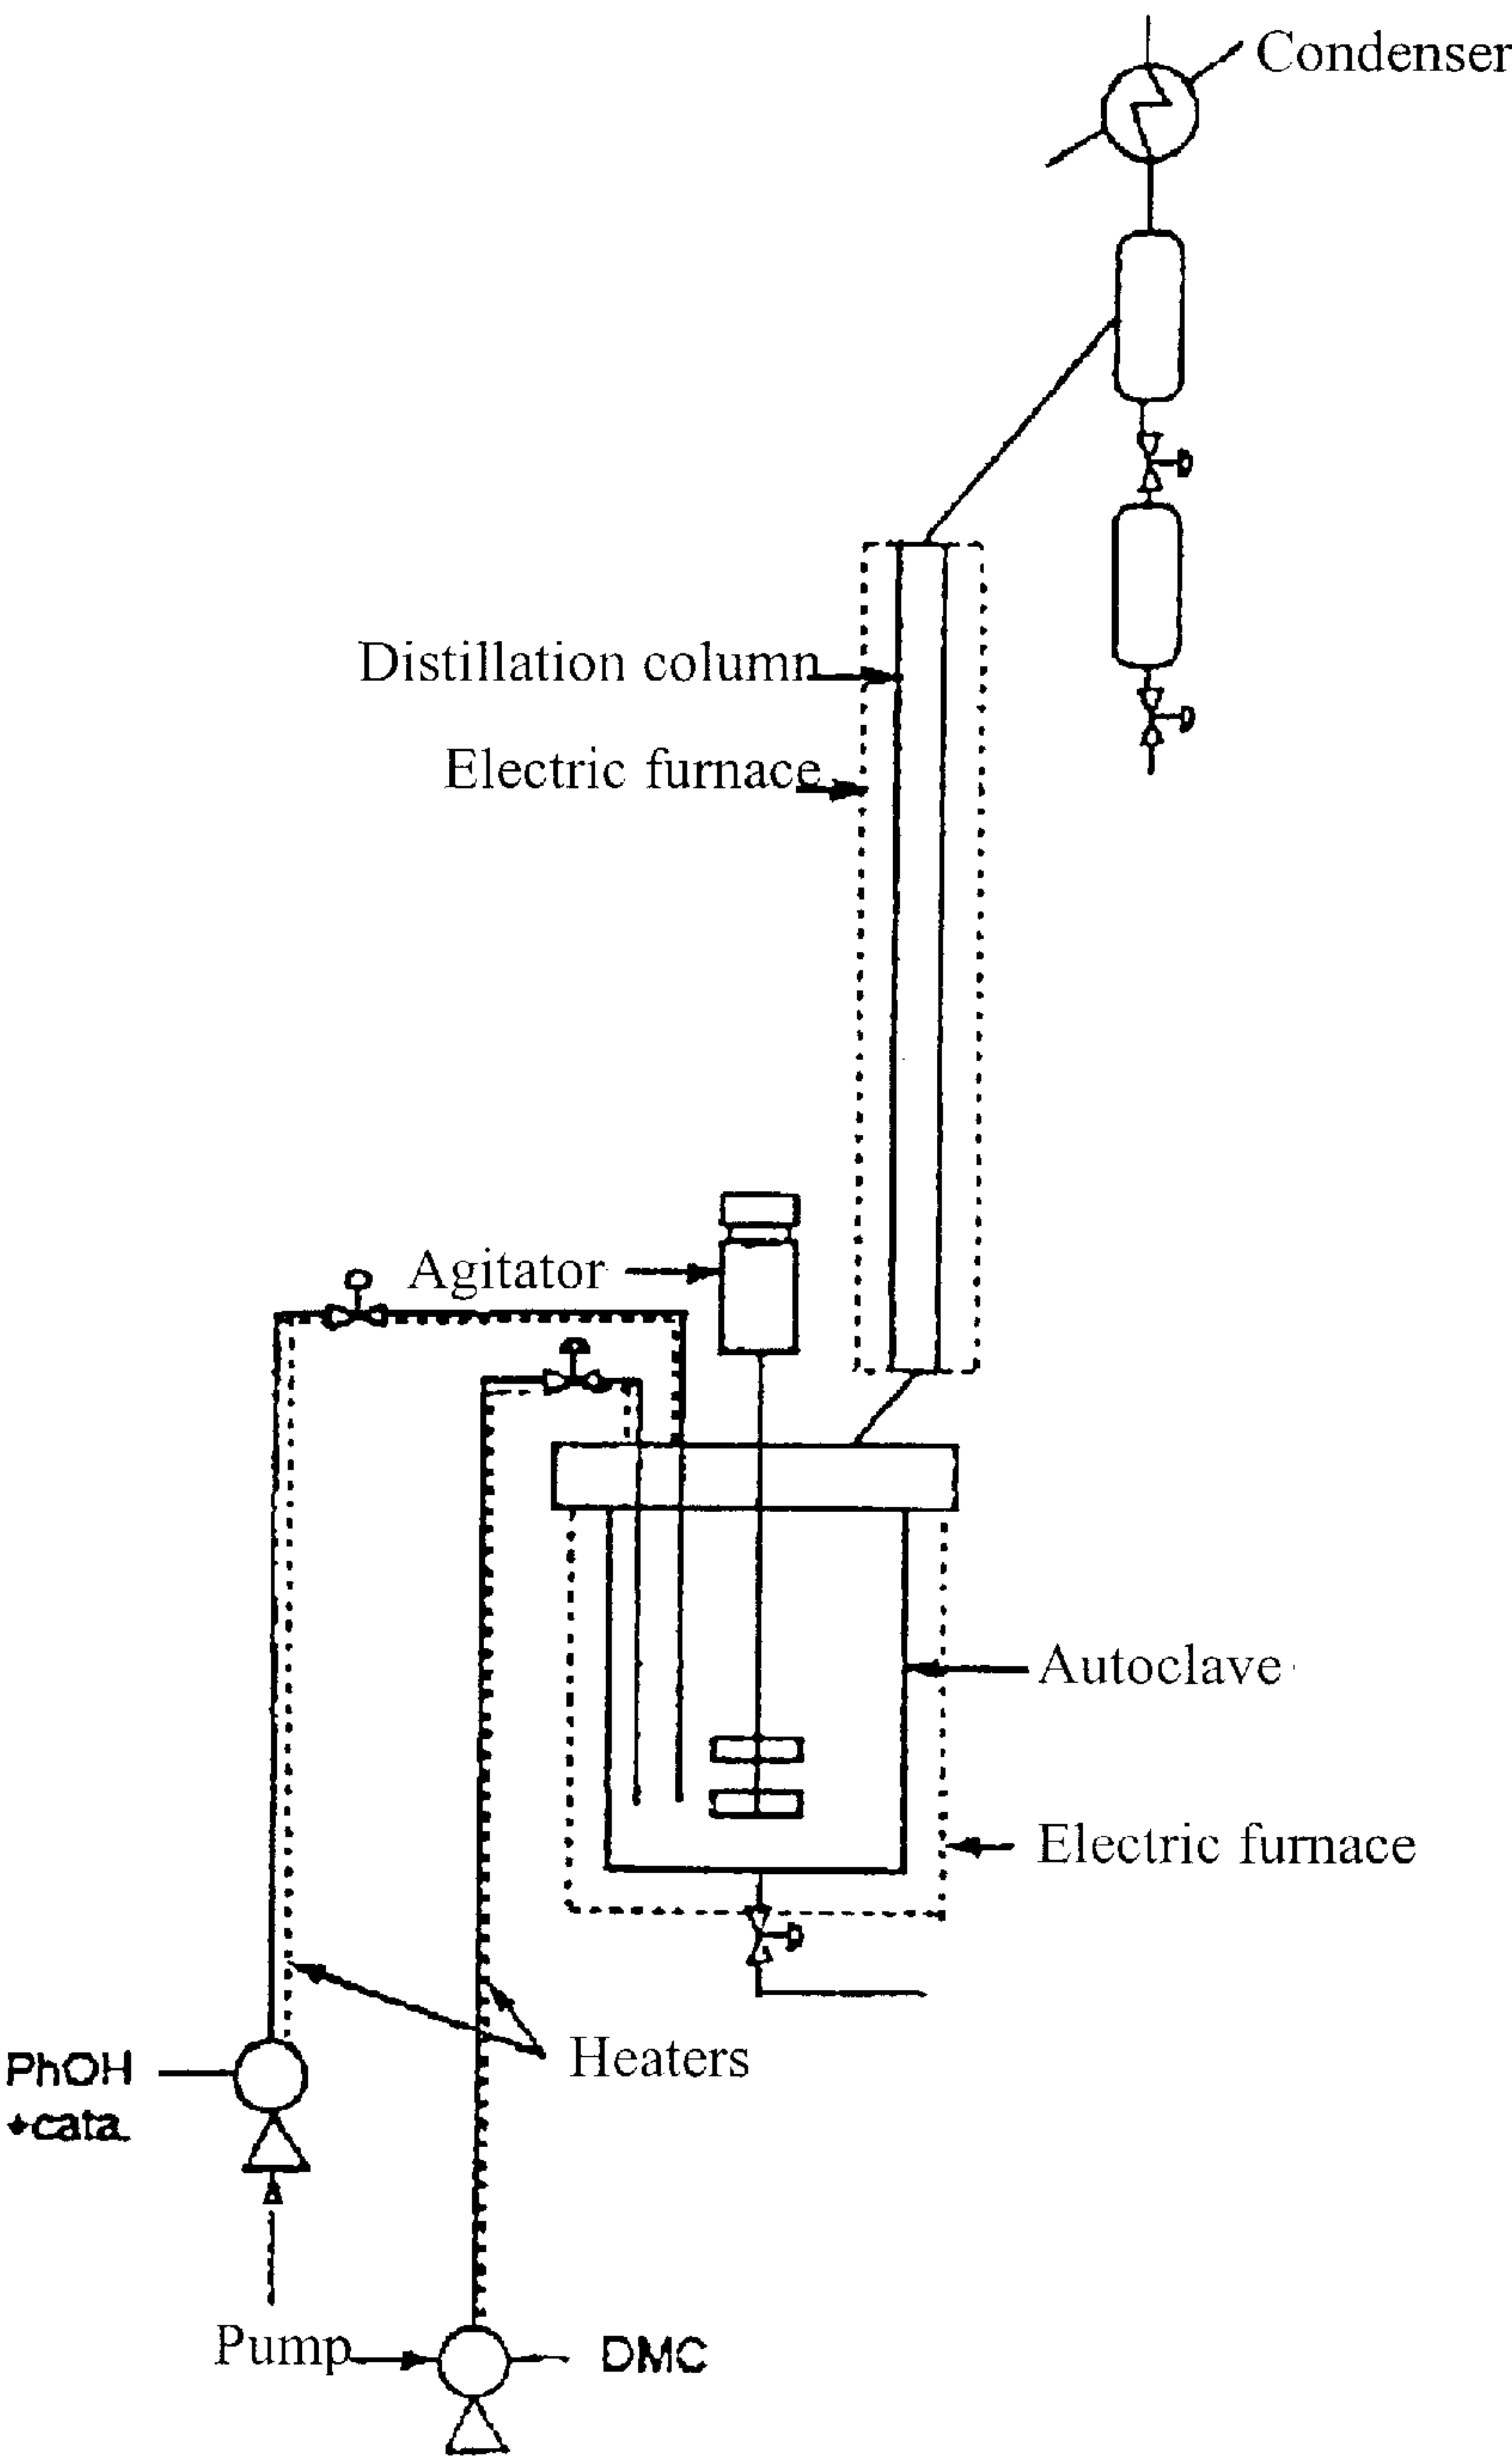 Condenser
Distillation column
Electric furnace
Agitator
Autoclave
Electric furnace
Heaters
PhOH
+cata.
Pump
DMC